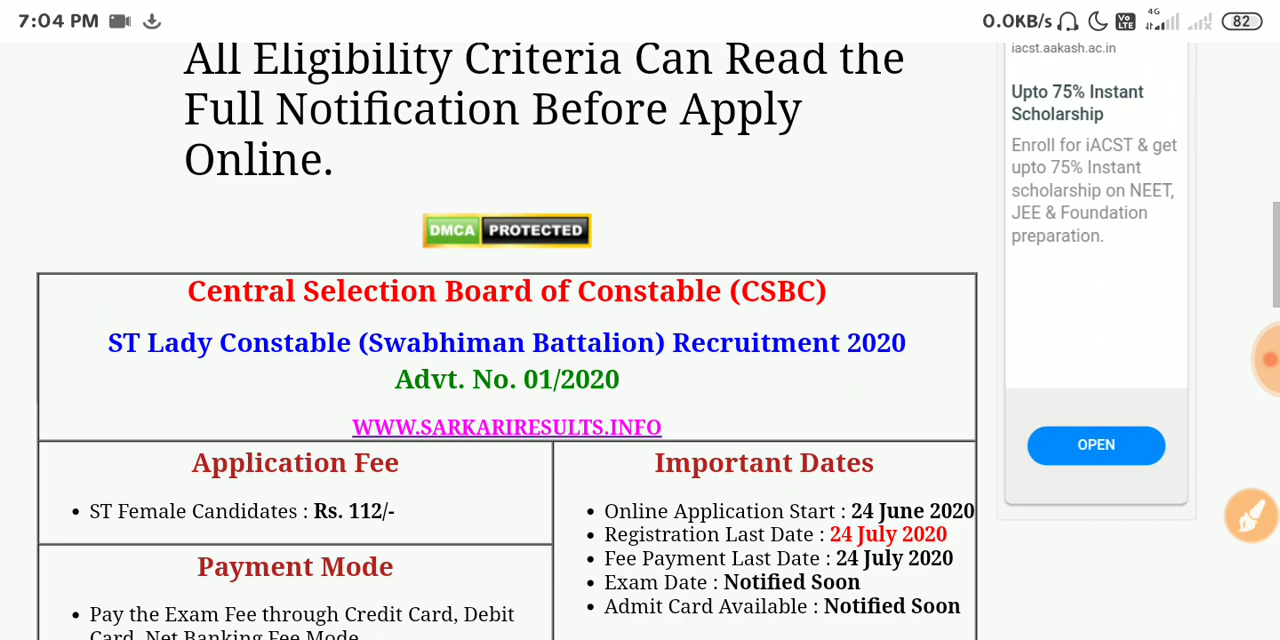 7:04 PM
0.0KB/s
4G
Vo LTE
82
All Eligibility Criteria Can Read the
Full Notification Before Apply
Online.
DMCA PROTECTED
Central Selection Board of Constable (CSBC)
ST Lady Constable (Swabhiman Battalion) Recruitment 2020
Advt. No. 01/2020
WWW.SARKARIRESULTS.INFO
Application Fee
• ST Female Candidates : Rs. 112/-
Payment Mode
• Pay the Exam Fee through Credit Card, Debit
Card, Net Banking Fee Mode
Important Dates
• Online Application Start : 24 June 2020
• Registration Last Date : 24 July 2020
• Fee Payment Last Date : 24 July 2020
• Exam Date : Notified Soon
• Admit Card Available : Notified Soon
iacst.aakash.ac.in
Upto 75% Instant
Scholarship
Enroll for iACST & get
upto 75% Instant
scholarship on NEET,
JEE & Foundation
preparation.
OPEN